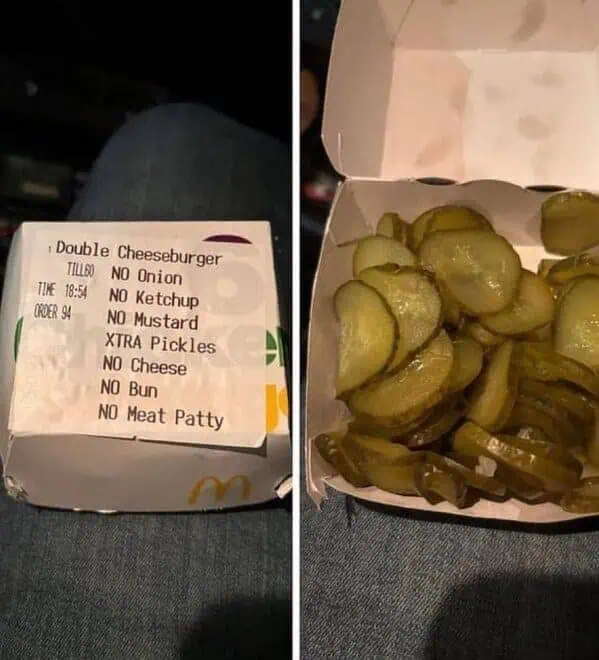 1 Double Cheeseburger
TILL60 NO Onion
TIME 18:54 NO Ketchup
ORDER 94 NO Mustard
XTRA Pickles
NO Cheese
NO Bun
NO Meat Patty